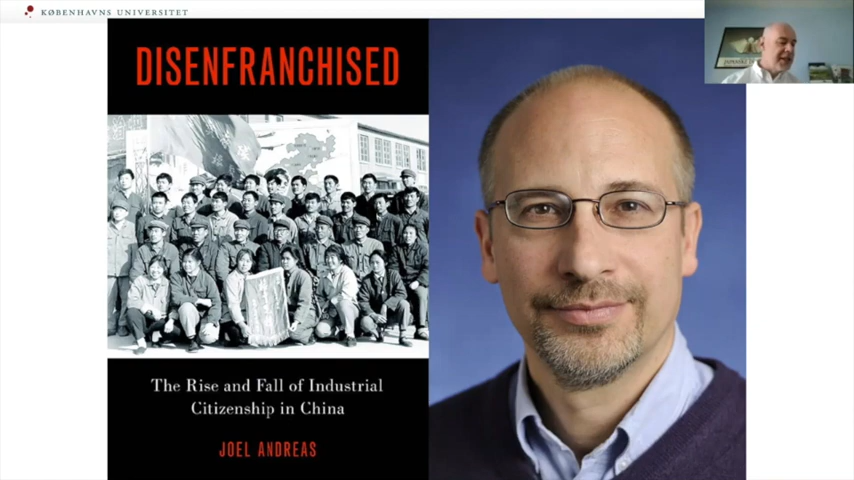 KØBENHAVNS UNIVERSITET
DISENFRANCHISED
The Rise and Fall of Industrial
Citizenship in China
JOEL ANDREAS